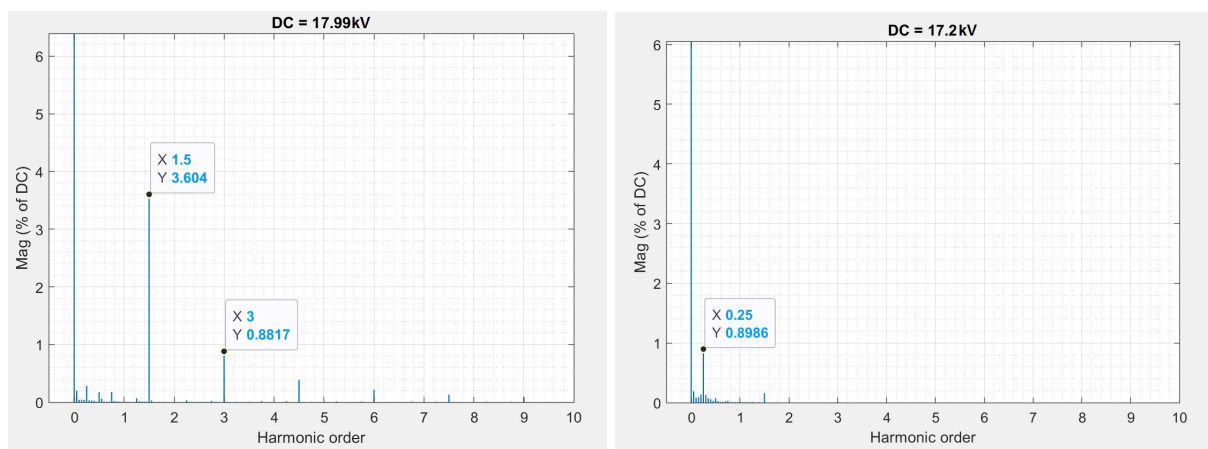 DC = 17.99kV
6
5
4
3
2
1
0
Mag (% of DC)
X 1.5
Y 3.604
X 3
Y 0.8817
0 1 2 3 4 5 6 7 8 9 10
Harmonic order
DC = 17.2kV
6
5
4
3
2
1
0
Mag (% of DC)
X 0.25
Y 0.8986
0 1 2 3 4 5 6 7 8 9 10
Harmonic order